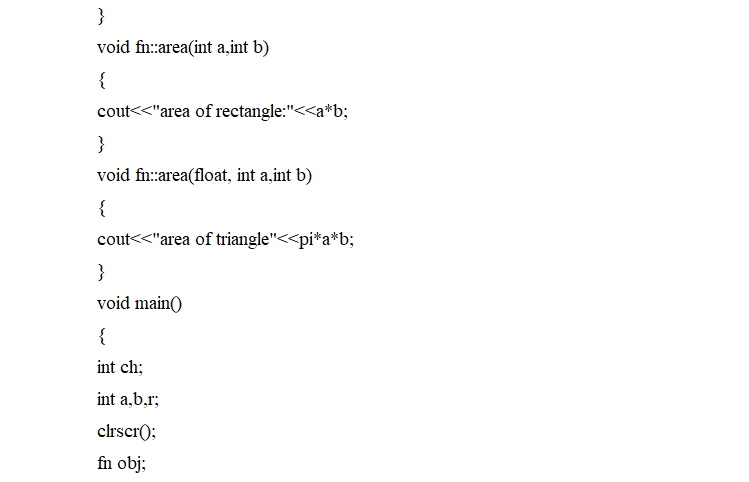 }
void fn::area(int a,int b)
{
cout<<"area of rectangle:"<<a*b;
}
void fn::area(float, int a,int b)
{
cout<<"area of triangle"<<pi*a*b;
}
void main()
{
int ch;
int a,b,r;
clrscr();
fn obj;